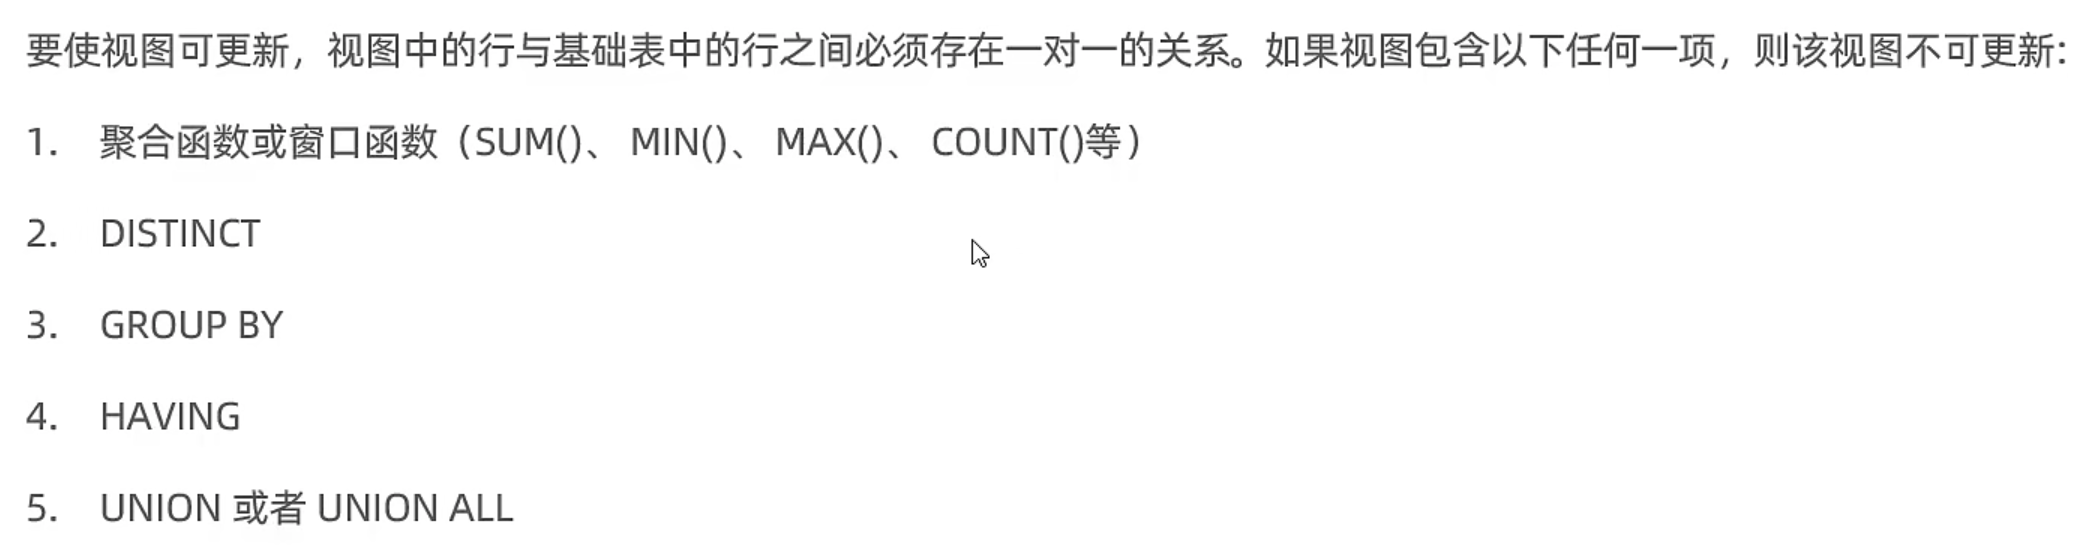 要使视图可更新，视图中的行与基础表中的行之间必须存在一对一的关系。如果视图包含以下任何一项，则该视图不可更新:
1. 聚合函数或窗口函数（SUM()、 MIN()、 MAX()、 COUNT()等）
2. DISTINCT
3. GROUP BY
4. HAVING
5. UNION 或者 UNION ALL